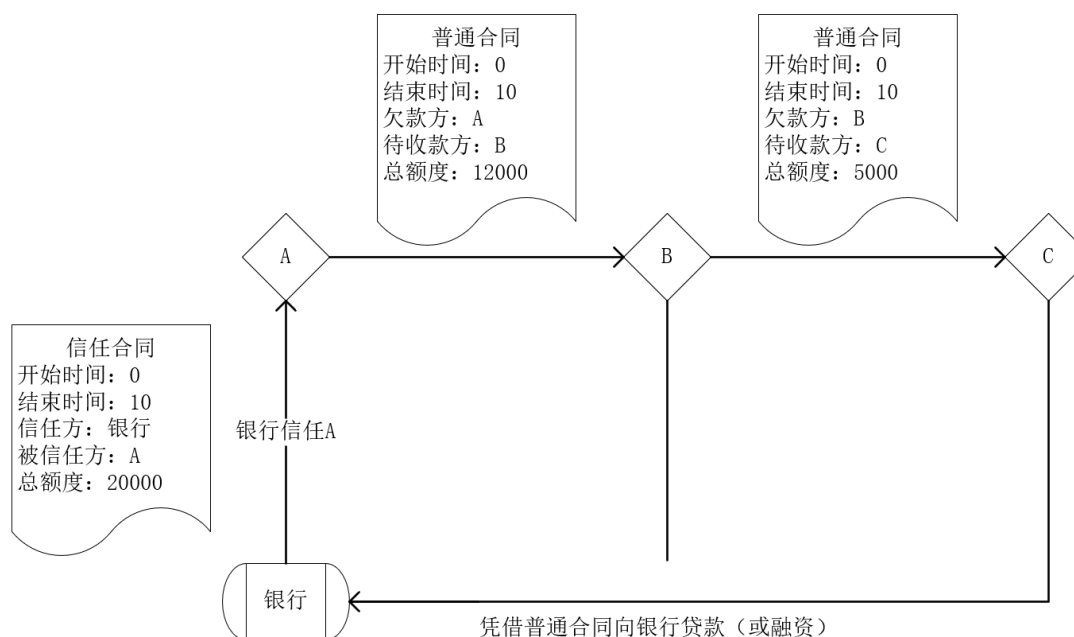 普通合同
开始时间：0
结束时间：10
欠款方：A
待收款方：B
总额度：12000
普通合同
开始时间：0
结束时间：10
欠款方：B
待收款方：C
总额度：5000
A
B
C
信任合同
开始时间：0
结束时间：10
信任方：银行
被信任方：A
总额度：20000
银行信任A
银行
凭借普通合同向银行贷款（或融资）